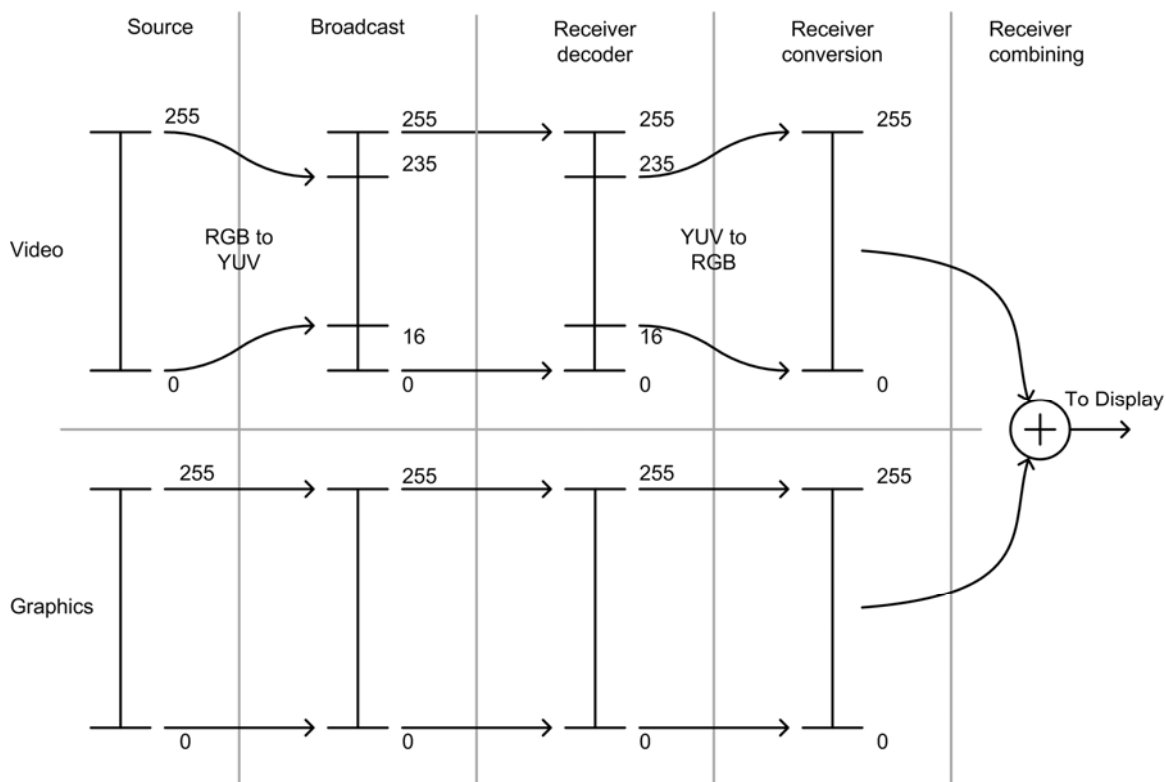 Source
Broadcast
Receiver
decoder
Receiver
conversion
Receiver
combining
255
255
235
255
235
255
Video
RGB to
YUV
YUV to
RGB
16
16
0
0
0
0
To Display
255
255
255
255
Graphics
0
0
0
0